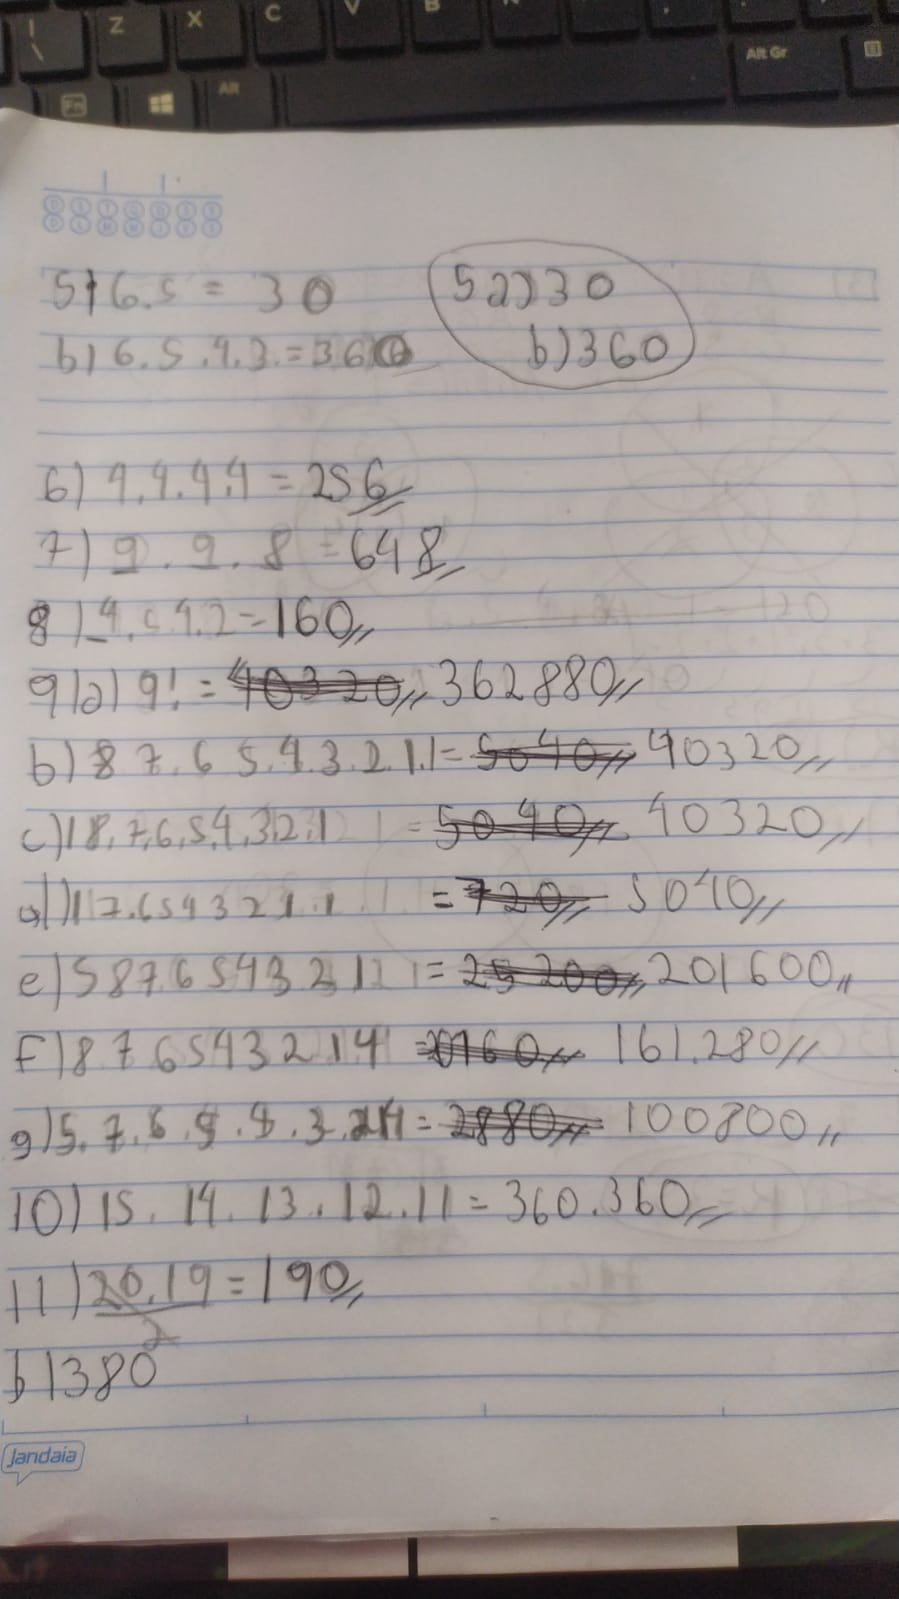 Z X C V B
Alt Gr
Fn Alt
5) 6.5 = 30
5 a) 30
b) 6.5.4.3. = 360
b) 360
6) 4.4.4.4 = 256
7) 9.9.8 = 648
8) 4.5.4.2 = 160
9) a) 9! = 40320 362880
b) 8 7.6 5.4.3.2.1.1 = 5040 40320
c) 1 8.7.6.5.4.3.2.1 = 5040 40320
d) 1 7.6 5 4 3 2 1.1 = 720 5040
e) 5 8 7.6 5 4 3 2 1 = 25200 201600
F) 8 7 6 5 4 3 2 1 4 = 20160 161.280
g) 5.7.6.5.4.3.2.1 4 = 2880 100800
10) 15.14.13.12.11 = 360.360
11) 20.19 = 190
2
b) 380
Jandaia